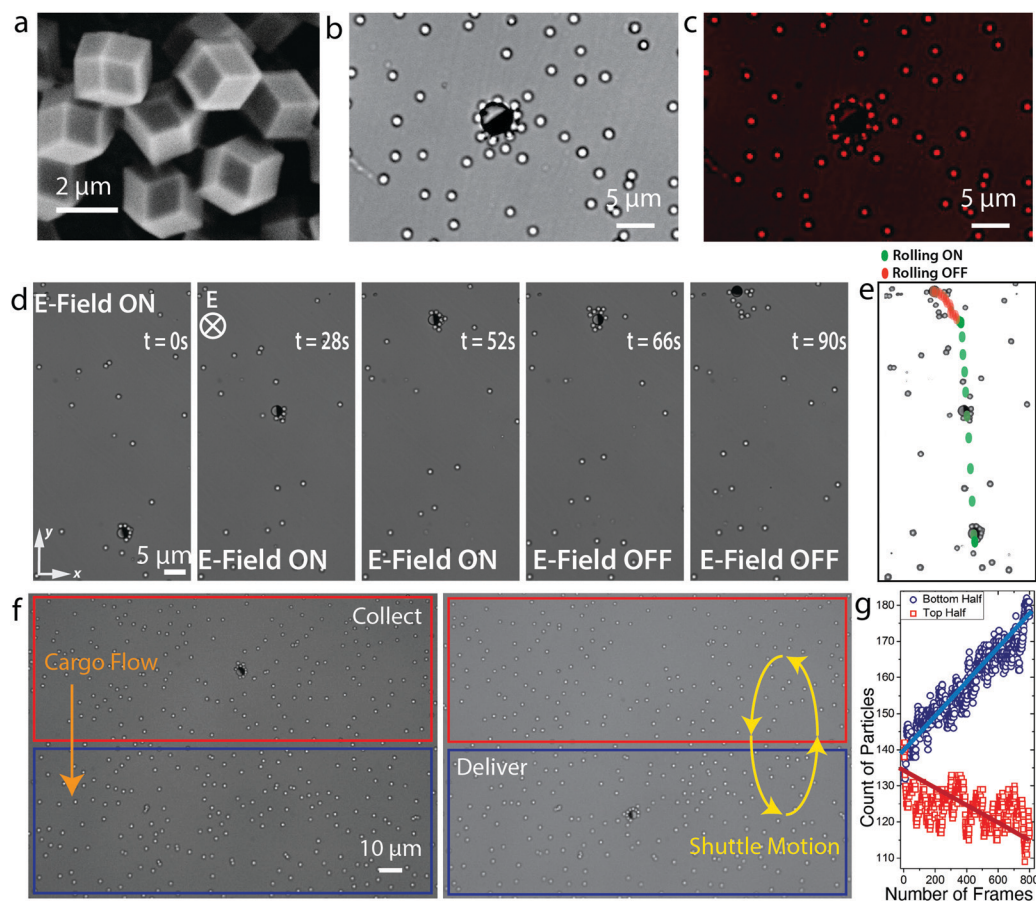 a
2 μm
b
5 μm
c
5 μm
d
E-Field ON
t = 0s
y
x
5 μm
E
t = 28s
E-Field ON
t = 52s
E-Field ON
t = 66s
E-Field OFF
t = 90s
E-Field OFF
Rolling ON
Rolling OFF
e
f
Collect
Cargo Flow
10 μm
Deliver
Shuttle Motion
g
Bottom Half
Top Half
Count of Particles
180
170
160
150
140
130
120
110
0 200 400 600 800
Number of Frames